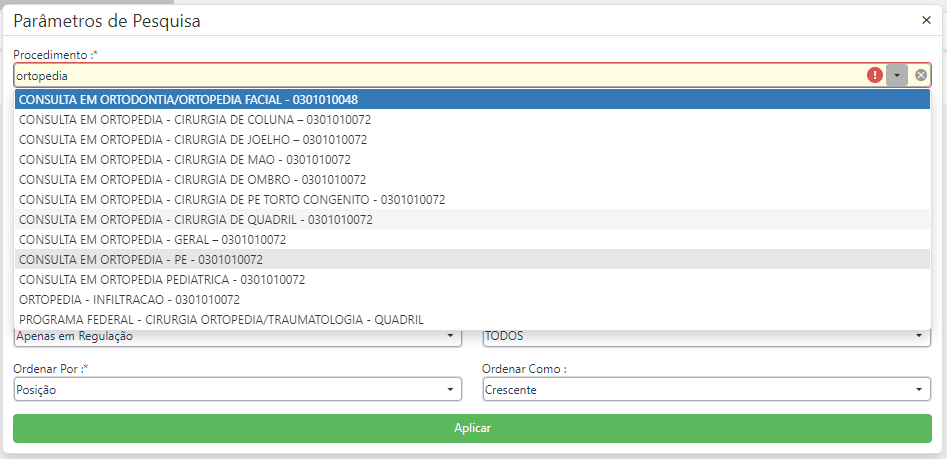 Parâmetros de Pesquisa
Procedimento :*
ortopedia
CONSULTA EM ORTODONTIA/ORTOPEDIA FACIAL - 0301010048
CONSULTA EM ORTOPEDIA - CIRURGIA DE COLUNA – 0301010072
CONSULTA EM ORTOPEDIA - CIRURGIA DE JOELHO – 0301010072
CONSULTA EM ORTOPEDIA - CIRURGIA DE MAO - 0301010072
CONSULTA EM ORTOPEDIA - CIRURGIA DE OMBRO - 0301010072
CONSULTA EM ORTOPEDIA - CIRURGIA DE PE TORTO CONGENITO - 0301010072
CONSULTA EM ORTOPEDIA - CIRURGIA DE QUADRIL - 0301010072
CONSULTA EM ORTOPEDIA - GERAL – 0301010072
CONSULTA EM ORTOPEDIA - PE - 0301010072
CONSULTA EM ORTOPEDIA PEDIATRICA - 0301010072
ORTOPEDIA - INFILTRACAO - 0301010072
PROGRAMA FEDERAL - CIRURGIA ORTOPEDIA/TRAUMATOLOGIA - QUADRIL
Apenas em Regulação TODOS
Ordenar Por :* Ordenar Como :
Posição Crescente
Aplicar